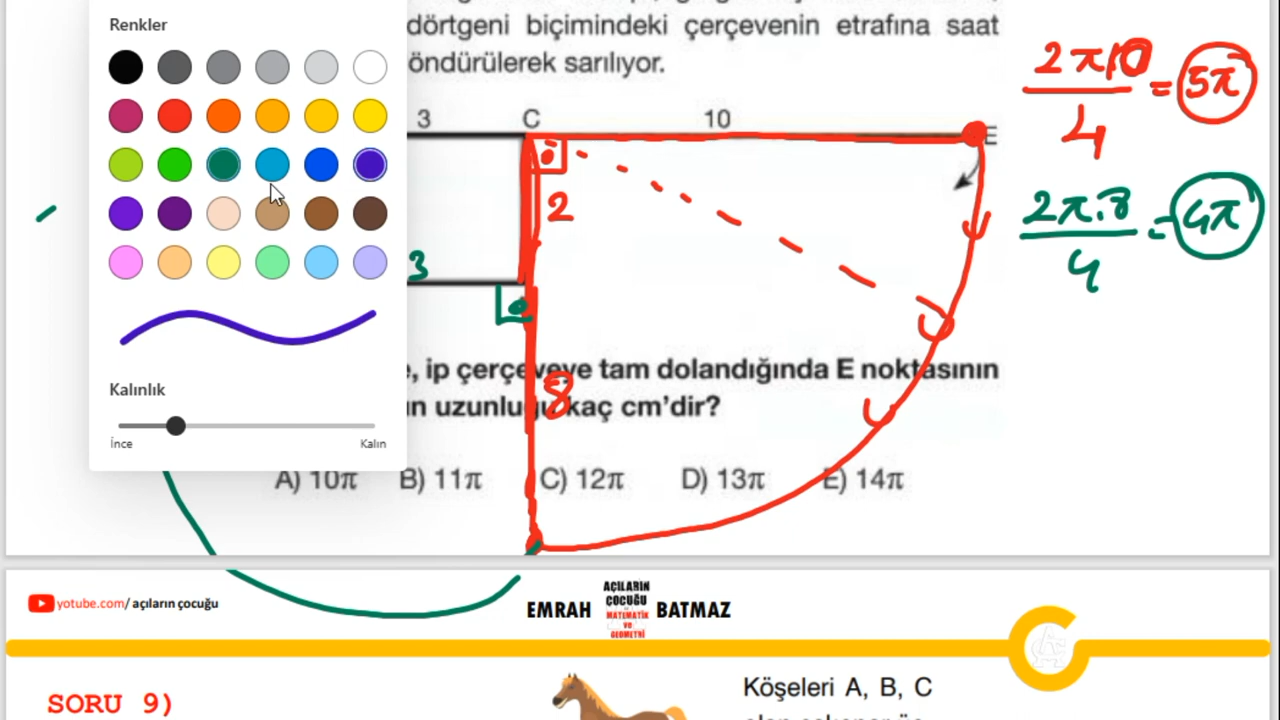 Renkler
dörtgeni biçimindeki çerçevenin etrafına saat
öndürülerek sarılıyor.
3 C 10 E
2
3
8
2π10
4
= 5π
2π.8
4
= 4π
, ip çerçeveye tam dolandığında E noktasının
ın uzunluğu kaç cm'dir?
Kalınlık
İnce Kalın
A) 10π B) 11π C) 12π D) 13π E) 14π
yotube.com/ açıların çocuğu
EMRAH AÇILARIN ÇOCUĞU MATEMATİK VE GEOMETRİ BATMAZ
SORU 9)
Köşeleri A, B, C